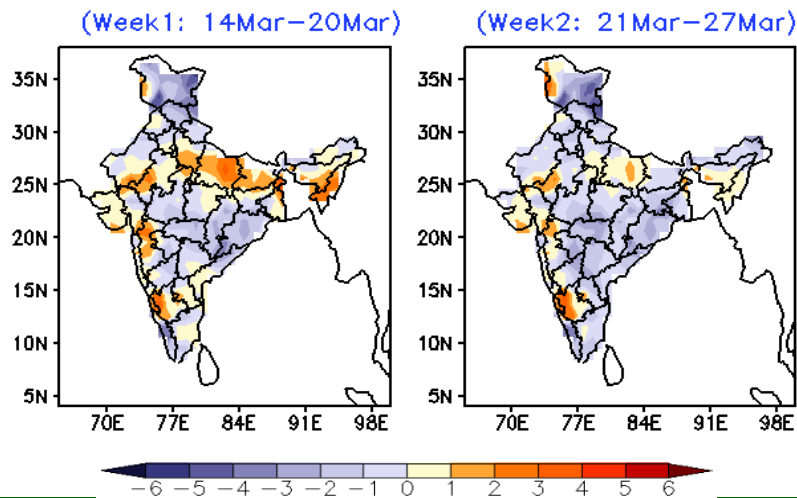 (Week1: 14Mar−20Mar)
(Week2: 21Mar−27Mar)
35N
30N
25N
20N
15N
10N
5N
70E 77E 84E 91E 98E
35N
30N
25N
20N
15N
10N
5N
70E 77E 84E 91E 98E
−6 −5 −4 −3 −2 −1 0 1 2 3 4 5 6